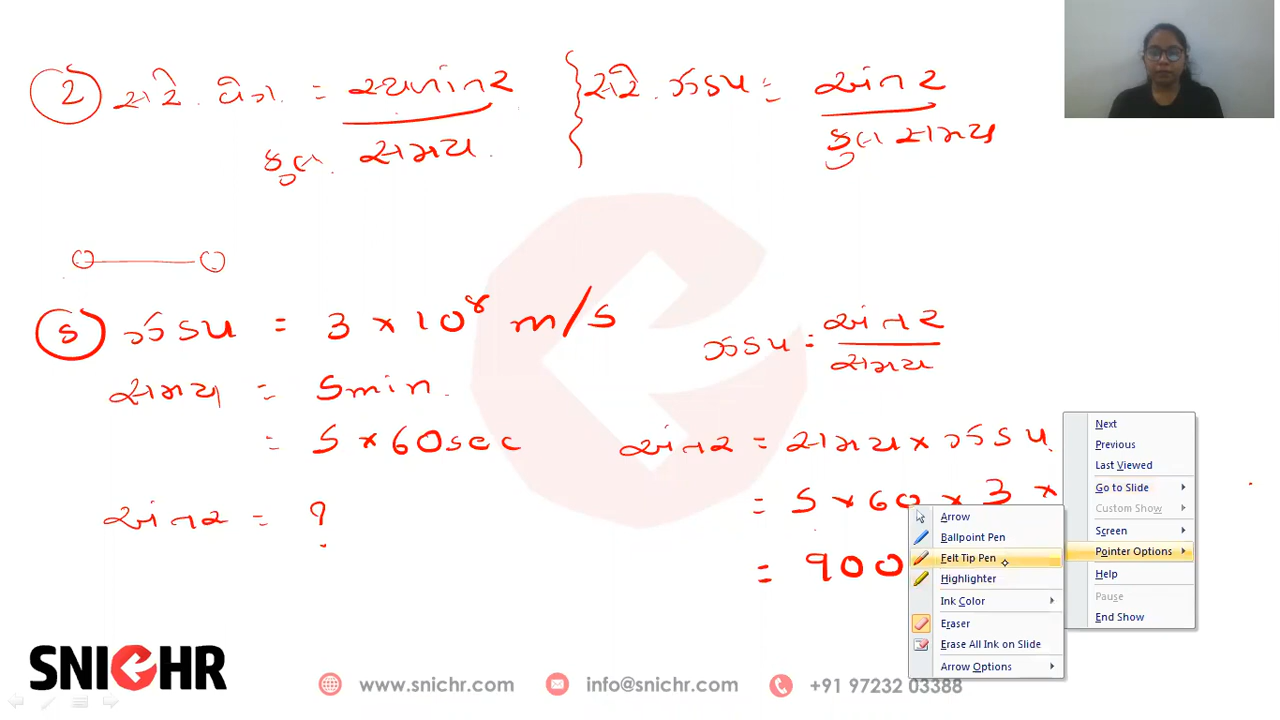 2 સરે. વેગ. = સ્થાનાંતર / કુલ સમય.
સરે. ઝડપ = અંતર / કુલ સમય
5 ઝડપ = 3 × 10⁸ m/s
ઝડપ = અંતર / સમય
સમય = 5min.
= 5 × 60sec
અંતર = સમય × ઝડપ
અંતર = ?
= 5 × 60 × 3 ×
= 900
Next
Previous
Last Viewed
Go to Slide
Custom Show
Screen
Pointer Options
Help
Pause
End Show
Arrow
Ballpoint Pen
Felt Tip Pen
Highlighter
Ink Color
Eraser
Erase All Ink on Slide
Arrow Options
SNICHR
www.snichr.com
info@snichr.com
+91 97232 03388